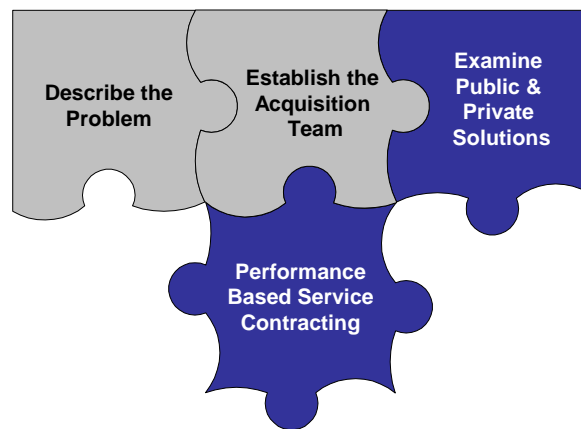 Describe the
Problem
Establish the
Acquisition
Team
Examine
Public &
Private
Solutions
Performance
Based Service
Contracting